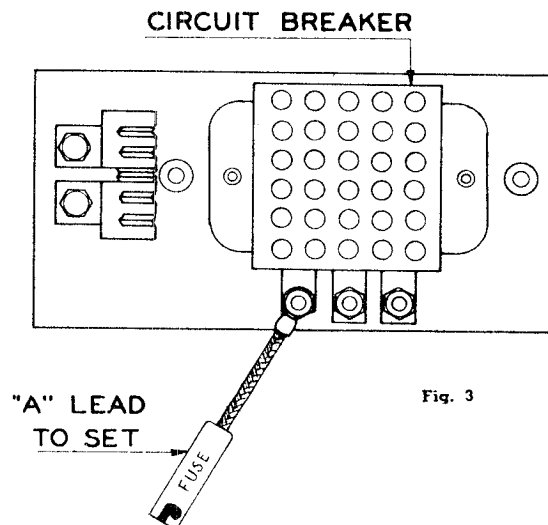 CIRCUIT BREAKER
"A" LEAD
TO SET
FUSE
Fig. 3